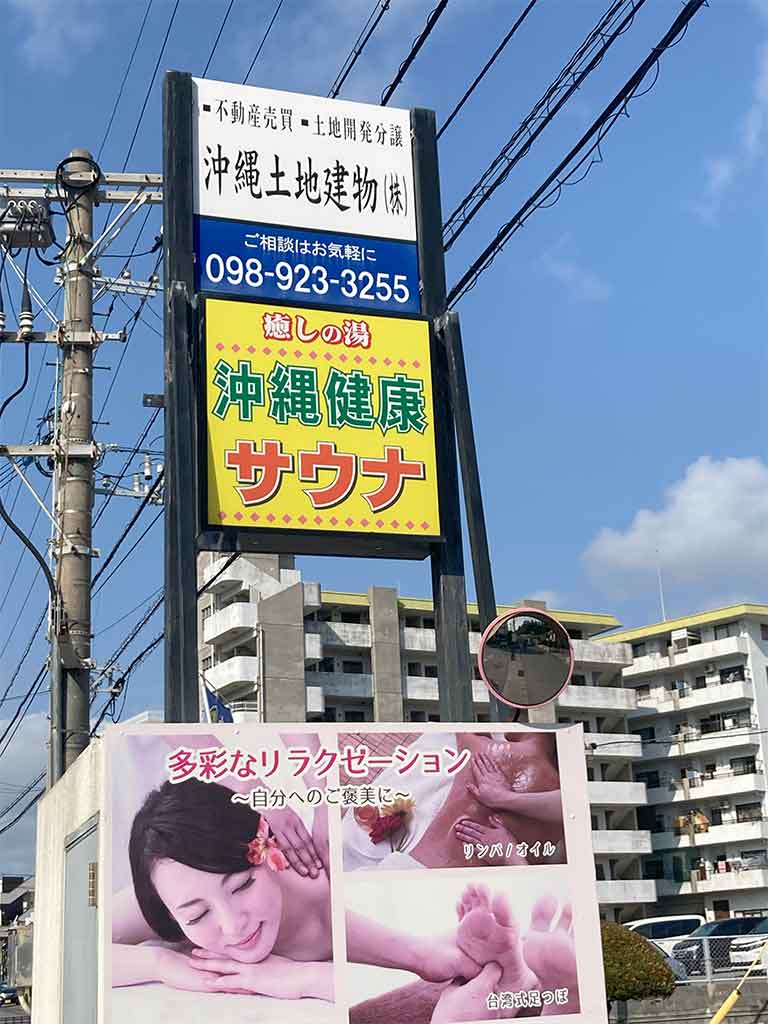 ▪不動産売買 ▪土地開発分譲
沖縄土地建物(株)
ご相談はお気軽に
098-923-3255
癒しの湯
沖縄健康
サウナ
多彩なリラクゼーション
～自分へのご褒美に～
リンパ/オイル
台湾式足つぼ